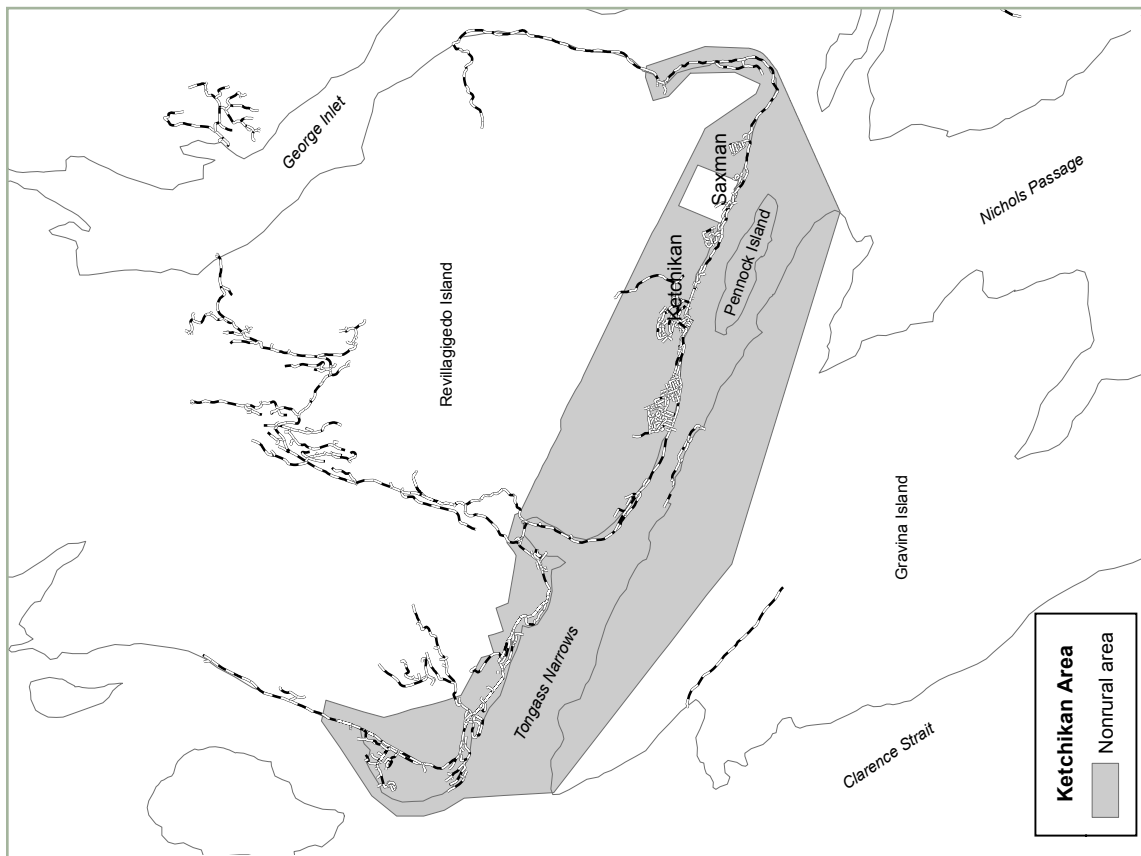 George Inlet
Revillagigedo Island
Ketchikan
Saxman
Pennock Island
Nichols Passage
Tongass Narrows
Gravina Island
Clarence Strait
Ketchikan Area
Nonrural area